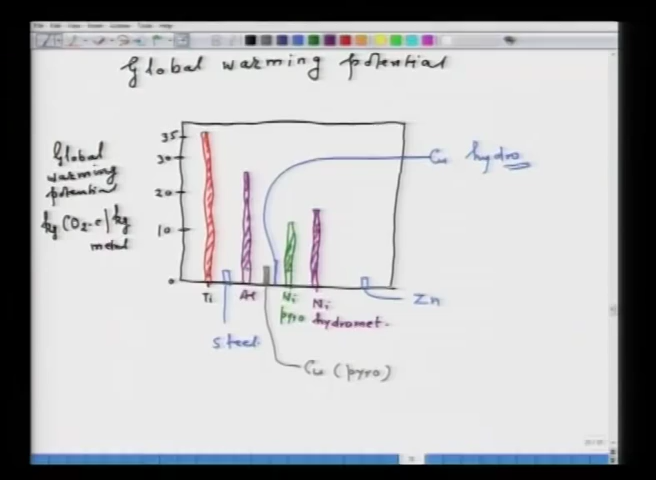 Global warming potential
Global
warming
potential
kg CO2-e/kg
metal
35
30
20
10
0
Cu hydro
Ti
Al
Ni
pyro
Ni
hydromet.
Zn
steel
Cu (pyro)